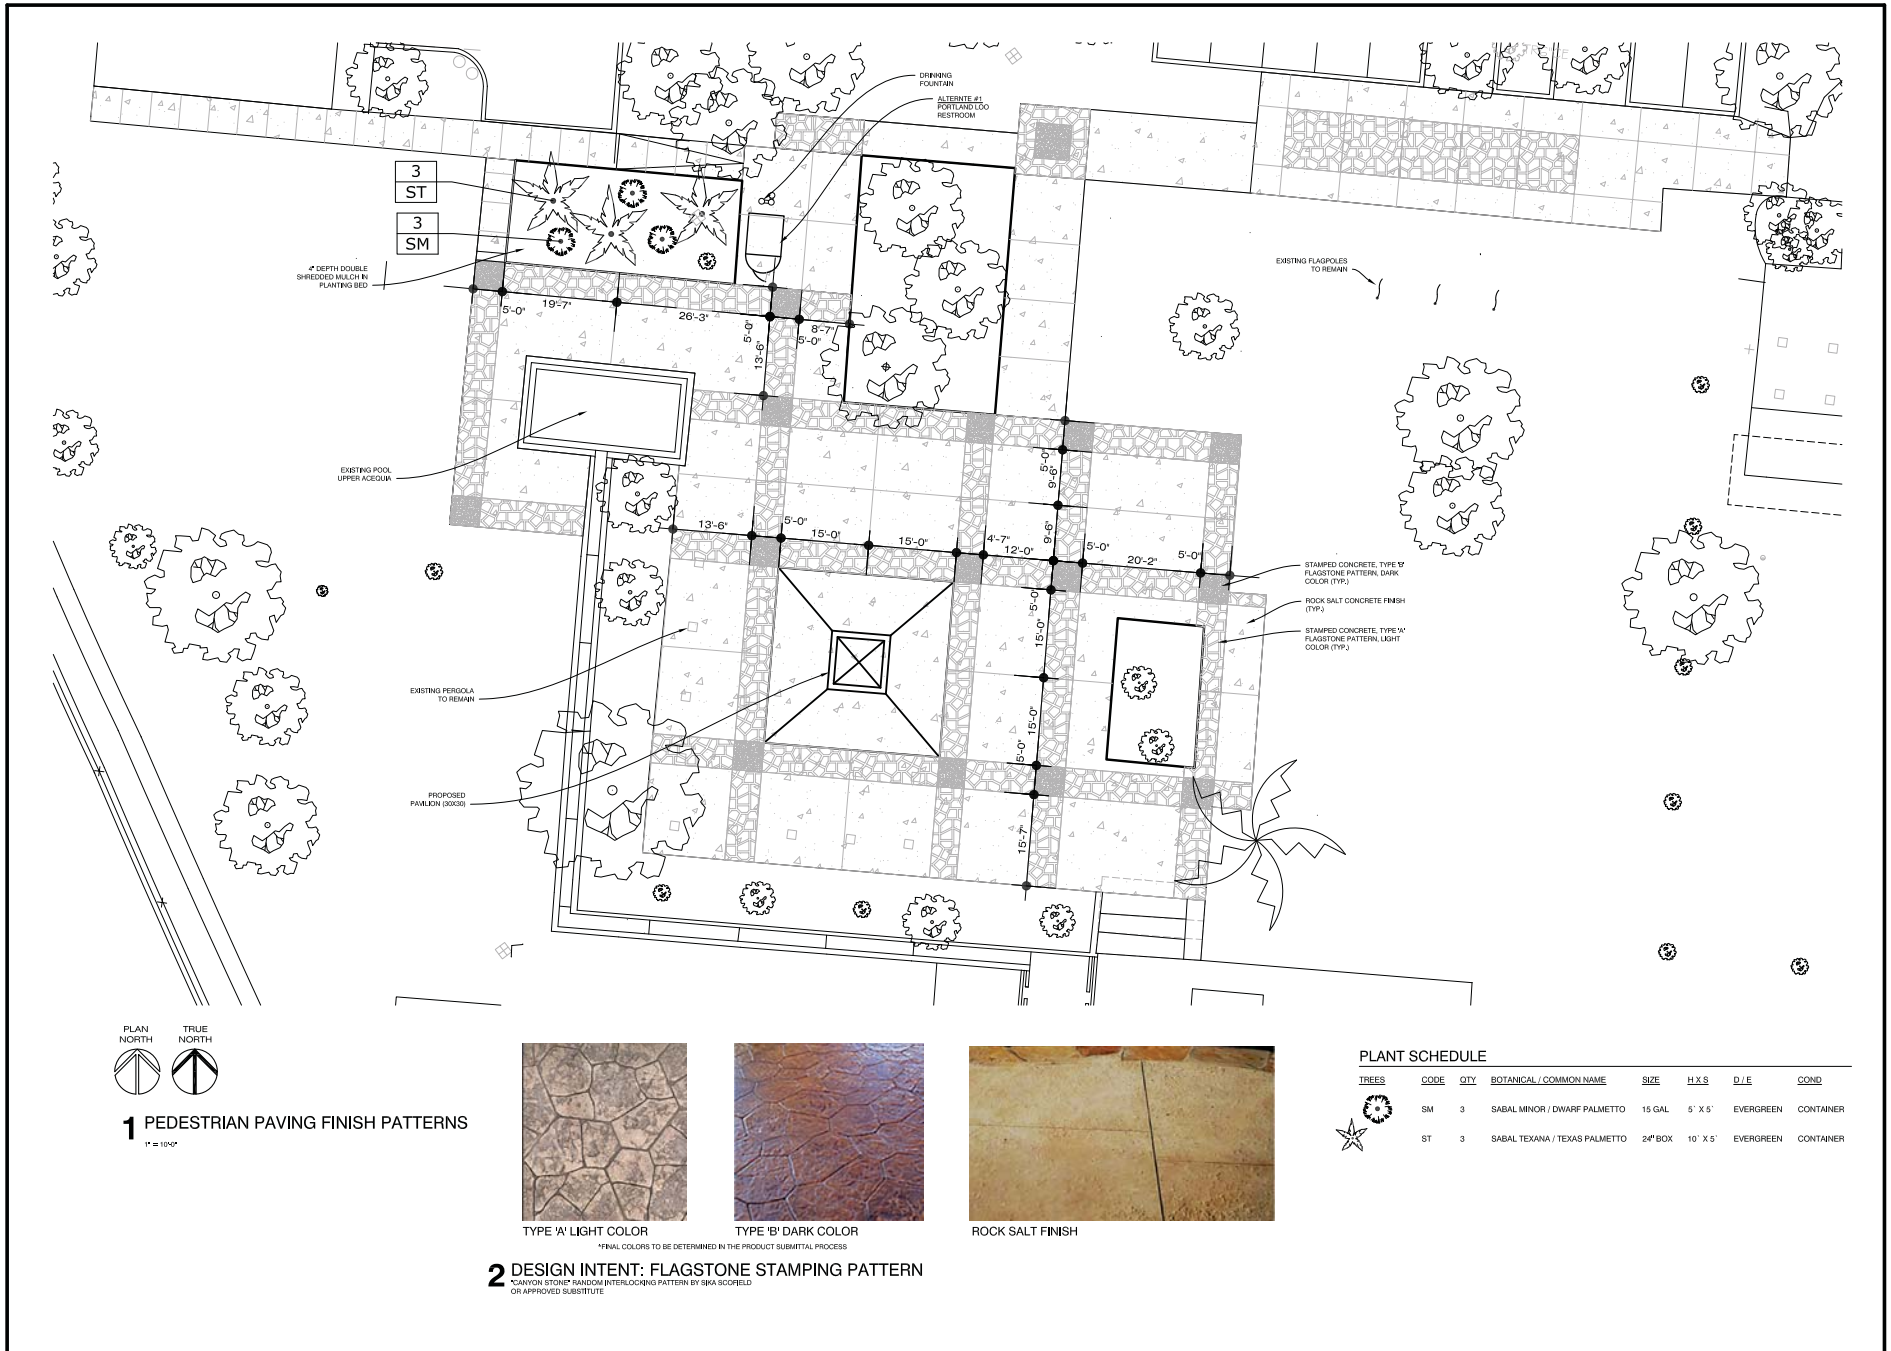 DRINKING
FOUNTAIN
ALTERNTE #1
PORTLAND LOO
RESTROOM
3
ST
3
SM
4" DEPTH DOUBLE
SHREDDED MULCH IN
PLANTING BED
EXISTING FLAGPOLES
TO REMAIN
5'-0"
19'-7"
26'-3"
5'-0"
13'-6"
5'-0"
8'-7"
EXISTING POOL
UPPER ACEQUIA
5'-0"
9'-6"
9'-6"
13'-6"
5'-0"
15'-0"
15'-0"
4'-7"
12'-0"
5'-0"
20'-2"
5'-0"
STAMPED CONCRETE, TYPE 'B'
FLAGSTONE PATTERN, DARK
COLOR (TYP.)
ROCK SALT CONCRETE FINISH
(TYP.)
STAMPED CONCRETE, TYPE 'A'
FLAGSTONE PATTERN, LIGHT
COLOR (TYP.)
5'-0"
15'-0"
15'-0"
5'-0"
15'-7"
EXISTING PERGOLA
TO REMAIN
PROPOSED
PAVILION (30X30)
PLAN
NORTH
TRUE
NORTH
1 PEDESTRIAN PAVING FINISH PATTERNS
1" = 10'-0"
TYPE 'A' LIGHT COLOR
TYPE 'B' DARK COLOR
ROCK SALT FINISH
*FINAL COLORS TO BE DETERMINED IN THE PRODUCT SUBMITTAL PROCESS
2 DESIGN INTENT: FLAGSTONE STAMPING PATTERN
"CANYON STONE" RANDOM INTERLOCKING PATTERN BY SIKA SCOFIELD
OR APPROVED SUBSTITUTE
PLANT SCHEDULE
TREES CODE QTY BOTANICAL / COMMON NAME SIZE H X S D / E COND
SM 3 SABAL MINOR / DWARF PALMETTO 15 GAL 5` X 5` EVERGREEN CONTAINER
ST 3 SABAL TEXANA / TEXAS PALMETTO 24" BOX 10` X 5` EVERGREEN CONTAINER